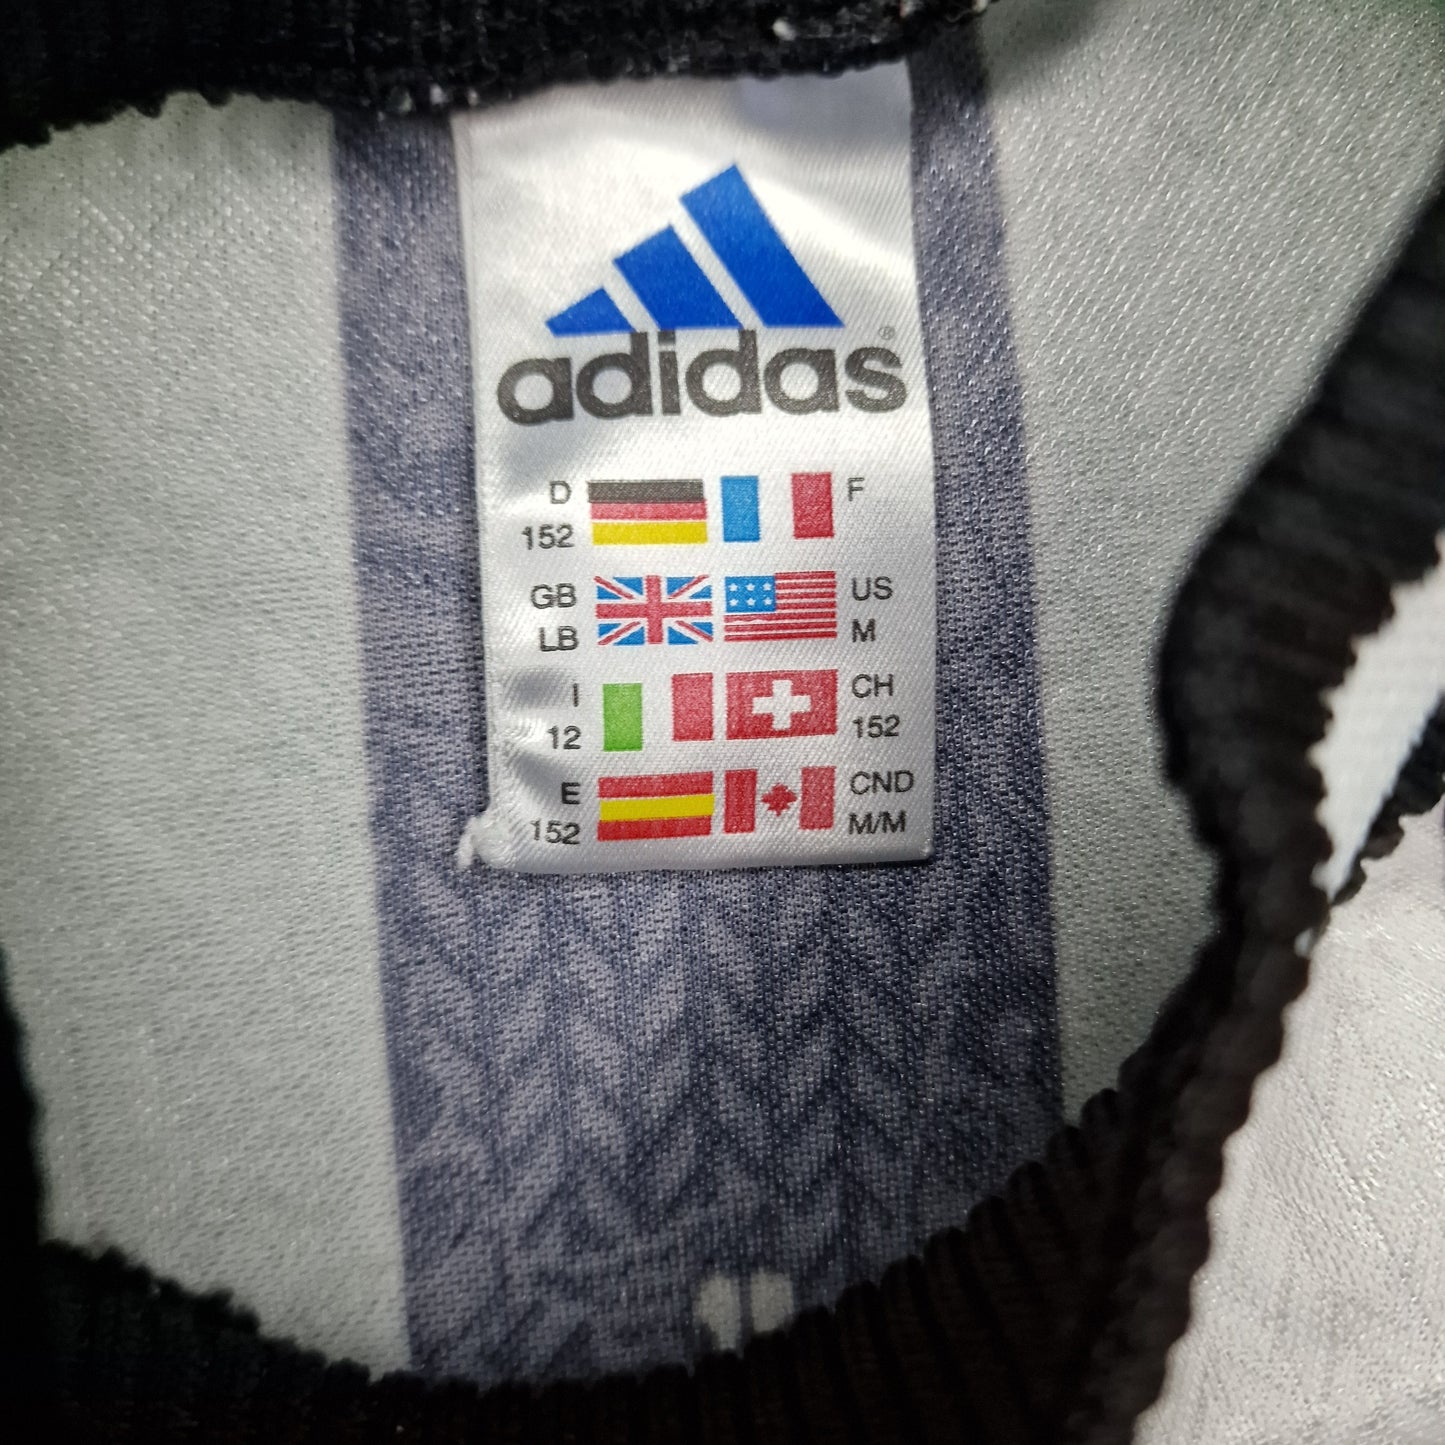 adidas®
D F
152
GB US
LB M
I CH
12 152
E CND
152 M/M